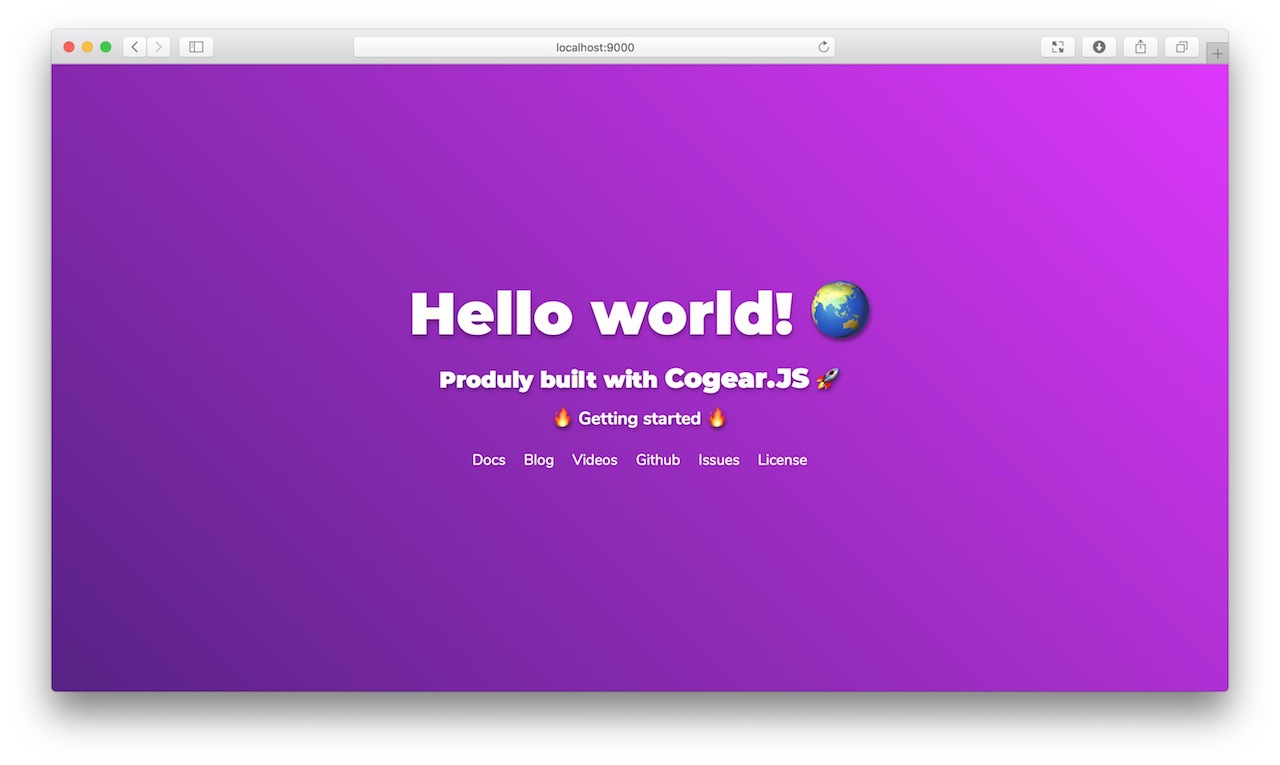 localhost:9000
Hello world! 🌏
Produly built with Cogear.JS 🚀
🔥 Getting started 🔥
Docs Blog Videos Github Issues License